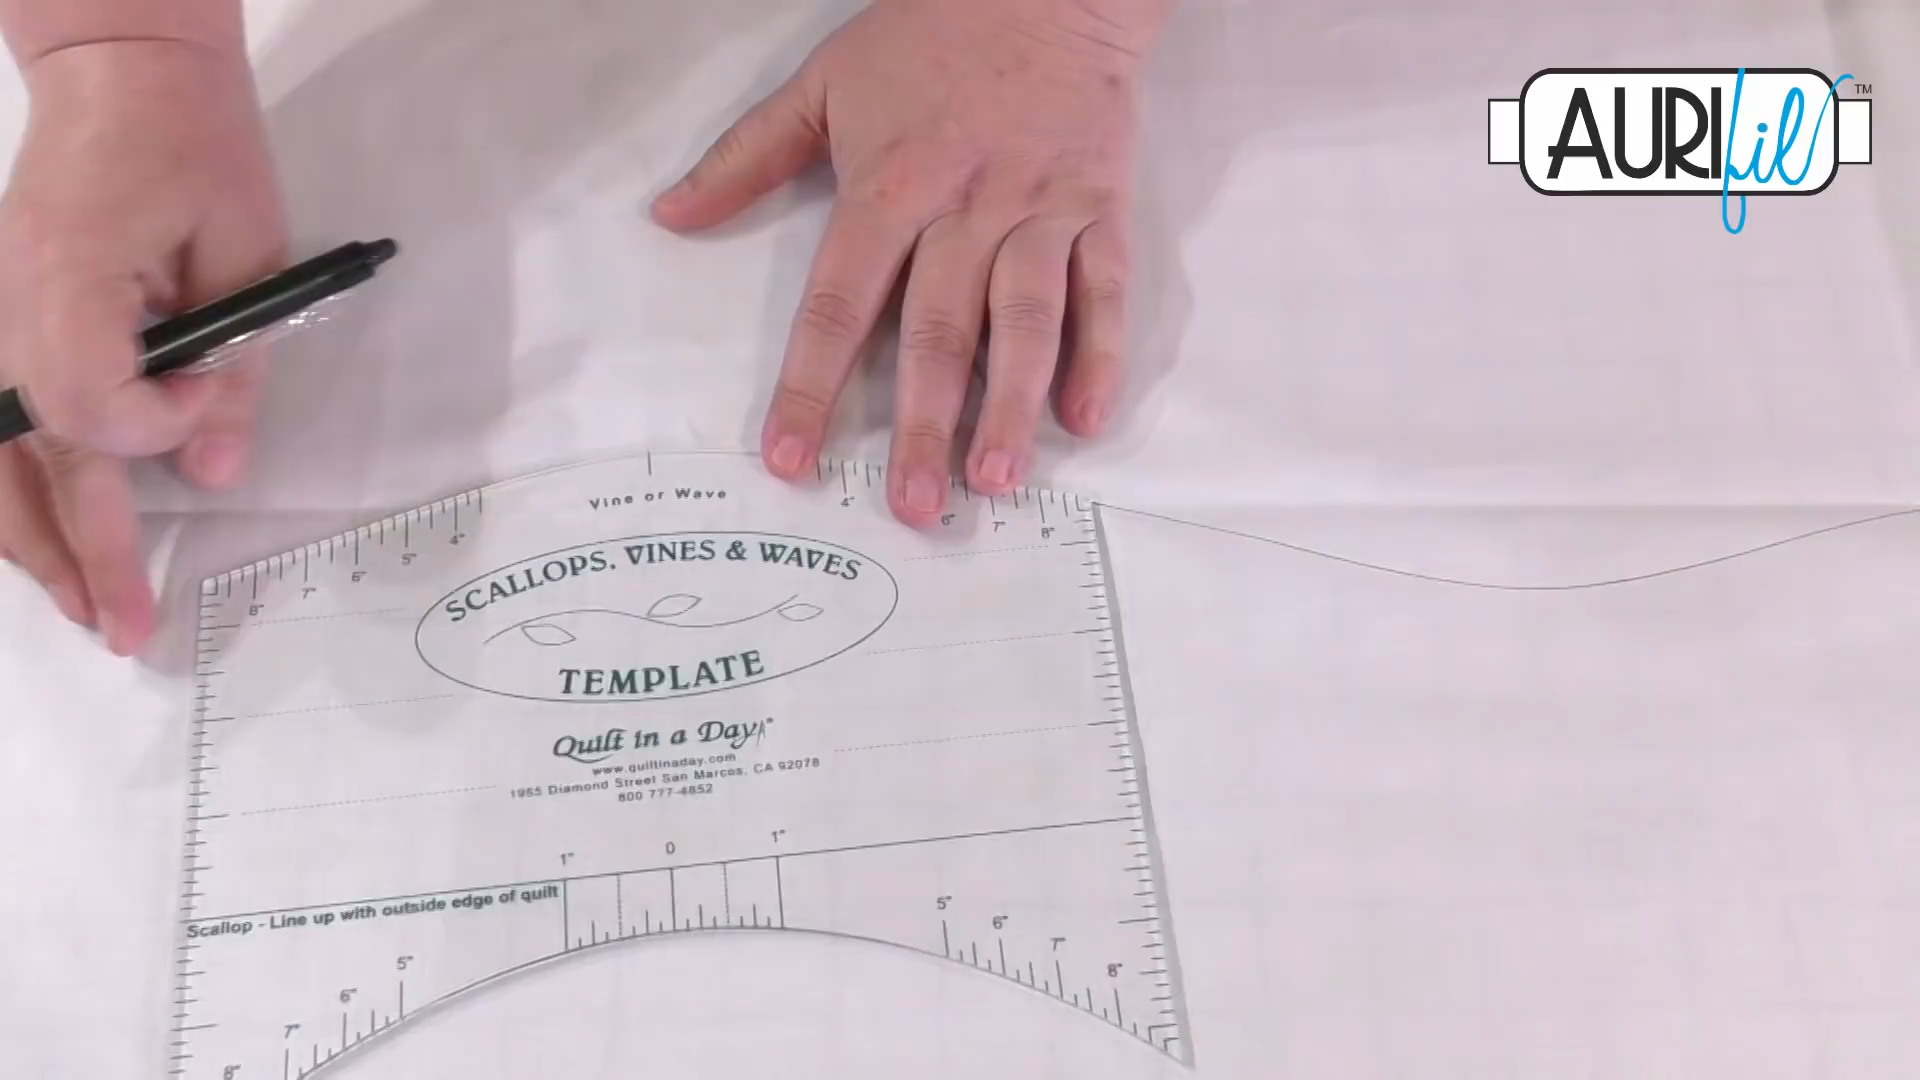 AURIfil™
Vine or Wave
4" 6" 7" 8"
8" 7" 6" 5" 4"
SCALLOPS, VINES & WAVES
TEMPLATE
Quilt in a Day®
www.quiltinaday.com
1955 Diamond Street San Marcos, CA 92078
800 777-4852
1" 0 1"
Scallop - Line up with outside edge of quilt
8" 7" 6" 5"
5" 6" 7" 8"